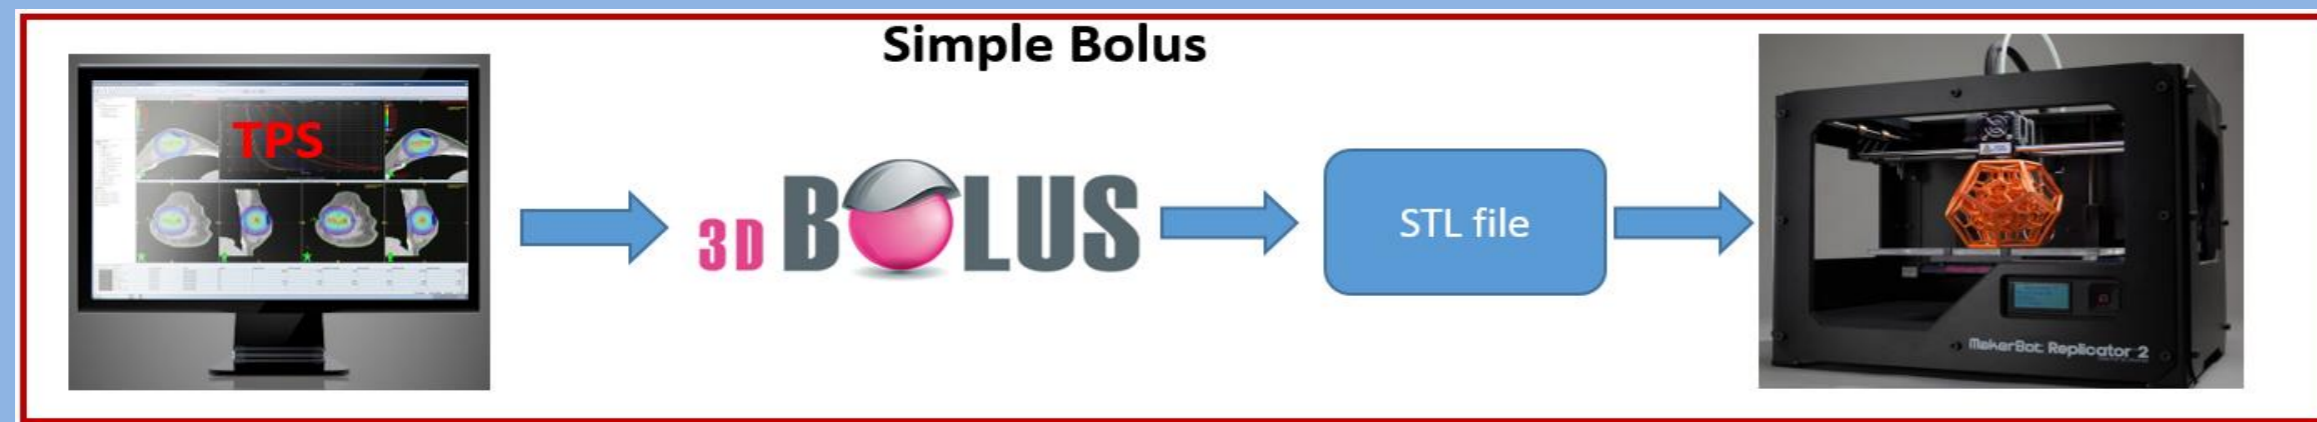 Simple Bolus
TPS
3D BOLUS
STL file
MakerBot Replicator 2